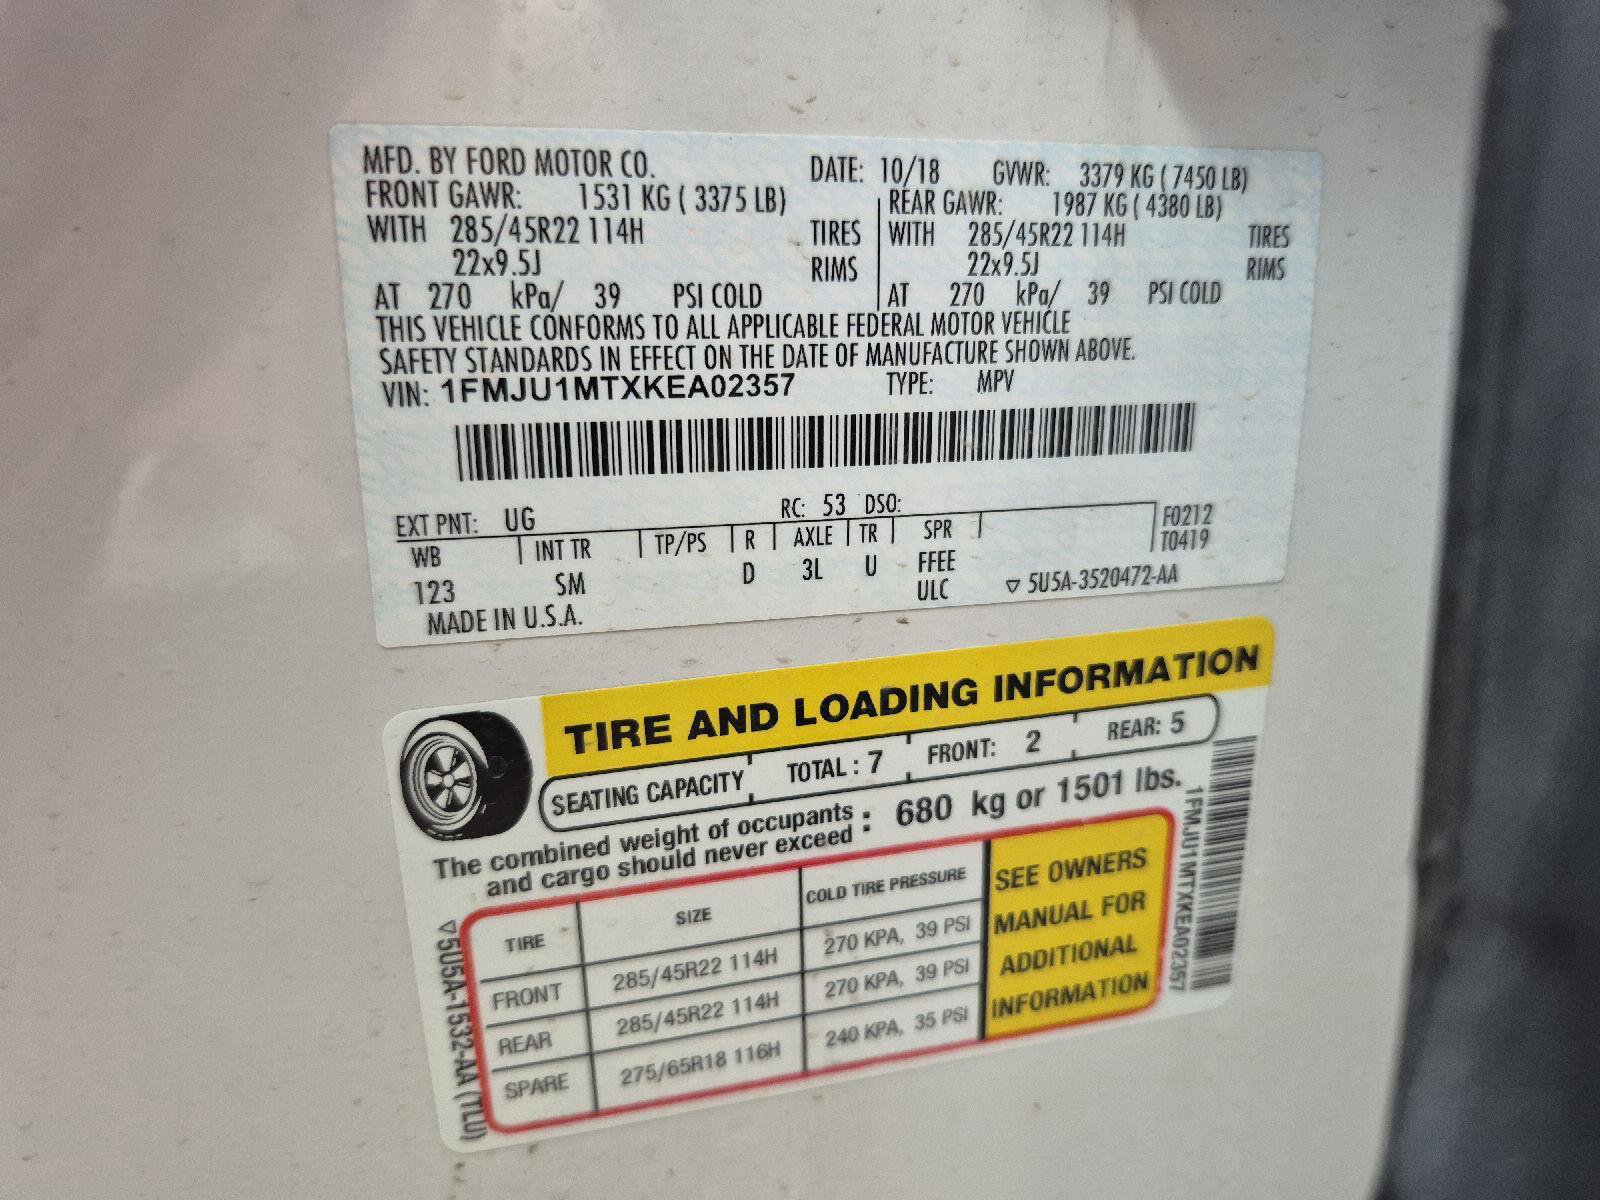 MFD. BY FORD MOTOR CO. DATE: 10/18 GVWR: 3379 KG ( 7450 LB)
FRONT GAWR: 1531 KG ( 3375 LB) REAR GAWR: 1987 KG ( 4380 LB)
WITH 285/45R22 114H TIRES WITH 285/45R22 114H TIRES
22x9.5J RIMS 22x9.5J RIMS
AT 270 kPa/ 39 PSI COLD AT 270 kPa/ 39 PSI COLD
THIS VEHICLE CONFORMS TO ALL APPLICABLE FEDERAL MOTOR VEHICLE
SAFETY STANDARDS IN EFFECT ON THE DATE OF MANUFACTURE SHOWN ABOVE.
VIN: 1FMJU1MTXKEA02357 TYPE: MPV
EXT PNT: UG RC: 53 DSO: F0212
WB INT TR TP/PS R AXLE TR SPR T0419
123 SM D 3L U FFEE
ULC ▽ 5U5A-3520472-AA
MADE IN U.S.A.
TIRE AND LOADING INFORMATION
SEATING CAPACITY TOTAL : 7 FRONT: 2 REAR: 5
The combined weight of occupants
and cargo should never exceed : 680 kg or 1501 lbs.
TIRE SIZE COLD TIRE PRESSURE
FRONT 285/45R22 114H 270 KPA, 39 PSI
REAR 285/45R22 114H 270 KPA, 39 PSI
SPARE 275/65R18 116H 240 KPA, 35 PSI
SEE OWNERS
MANUAL FOR
ADDITIONAL
INFORMATION
1FMJU1MTXKEA02357
▽5U5A-1532-AA (TLU)